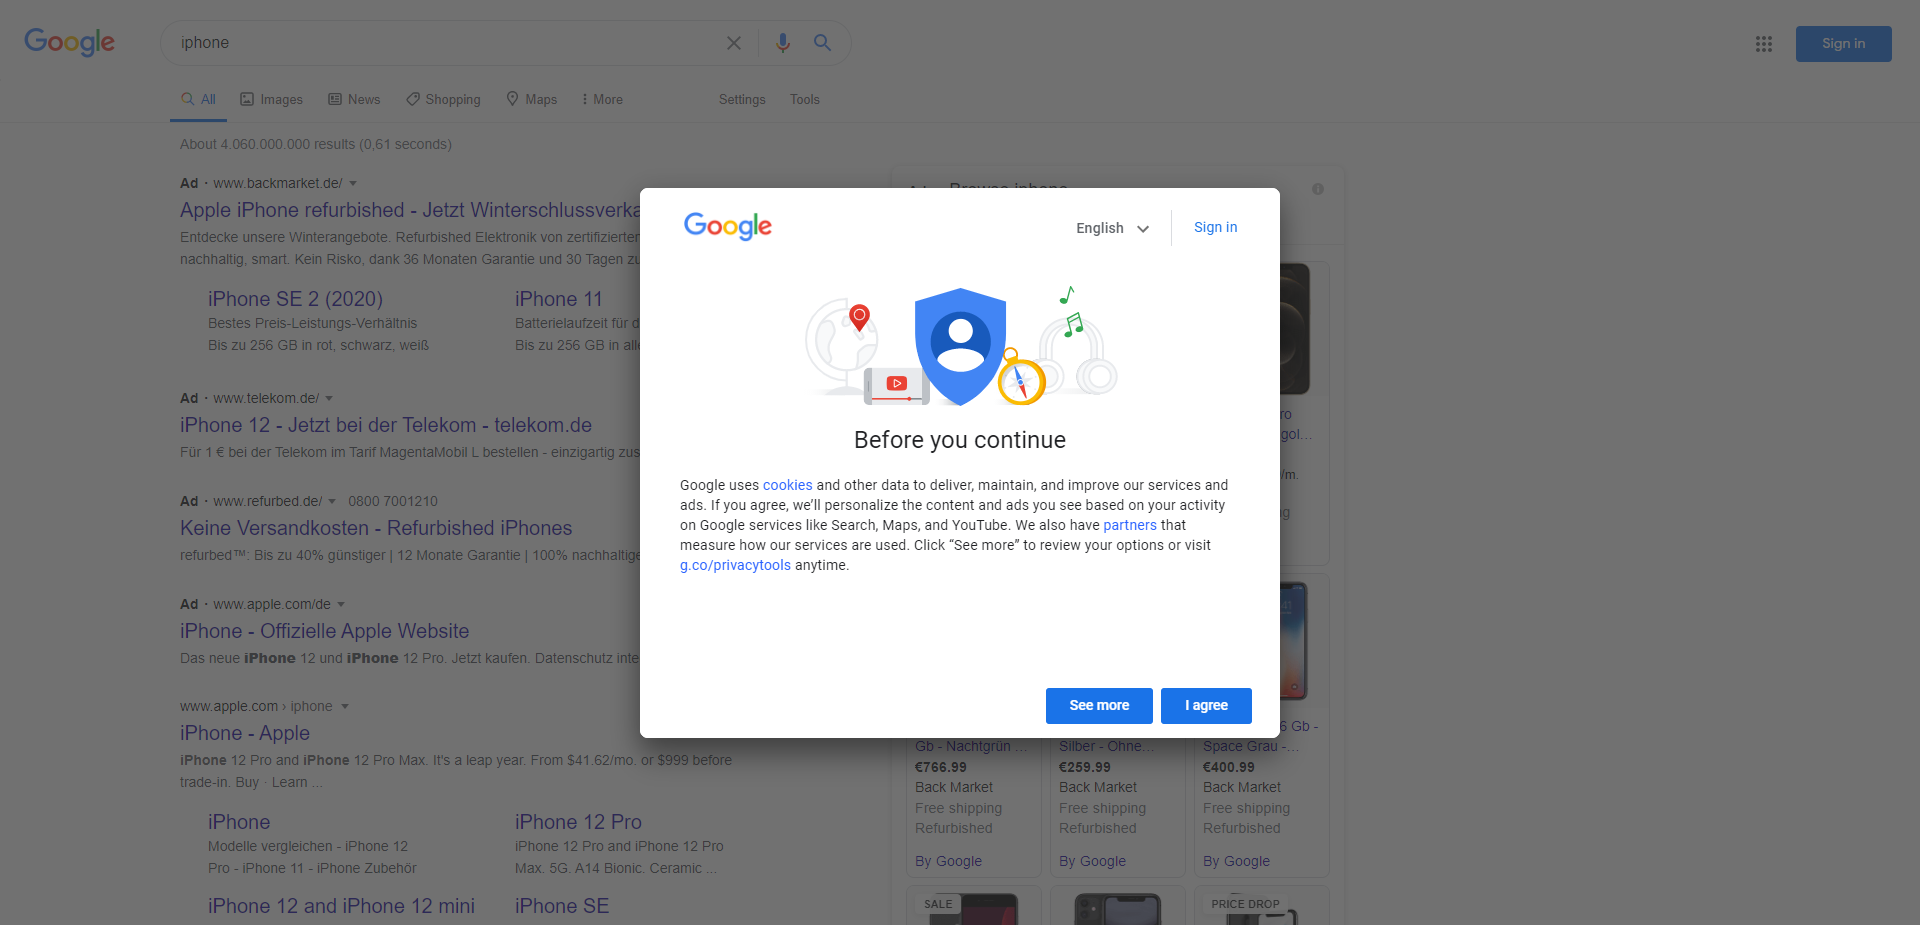 Google
iphone
Sign in
All
Images
News
Shopping
Maps
More
Settings
Tools
About 4.060.000.000 results (0,61 seconds)
Ad · www.backmarket.de/
Apple iPhone refurbished - Jetzt Winterschlussverka
Entdecke unsere Winterangebote. Refurbished Elektronik von zertifizierten
nachhaltig, smart. Kein Risiko, dank 36 Monaten Garantie und 30 Tagen zu
iPhone SE 2 (2020)
Bestes Preis-Leistungs-Verhältnis
Bis zu 256 GB in rot, schwarz, weiß
iPhone 11
Batterielaufzeit für d
Bis zu 256 GB in alle
Ad · www.telekom.de/
iPhone 12 - Jetzt bei der Telekom - telekom.de
Für 1 € bei der Telekom im Tarif MagentaMobil L bestellen - einzigartig zus
Ad · www.refurbed.de/ 0800 7001210
Keine Versandkosten - Refurbished iPhones
refurbed™: Bis zu 40% günstiger | 12 Monate Garantie | 100% nachhaltige
Ad · www.apple.com/de
iPhone - Offizielle Apple Website
Das neue iPhone 12 und iPhone 12 Pro. Jetzt kaufen. Datenschutz inte
www.apple.com › iphone
iPhone - Apple
iPhone 12 Pro and iPhone 12 Pro Max. It's a leap year. From $41.62/mo. or $999 before
trade-in. Buy · Learn ...
iPhone
Modelle vergleichen - iPhone 12
Pro - iPhone 11 - iPhone Zubehör
iPhone 12 Pro
iPhone 12 Pro and iPhone 12 Pro
Max. 5G. A14 Bionic. Ceramic ...
iPhone 12 and iPhone 12 mini
iPhone SE
Google
English
Sign in
Before you continue
Google uses cookies and other data to deliver, maintain, and improve our services and
ads. If you agree, we'll personalize the content and ads you see based on your activity
on Google services like Search, Maps, and YouTube. We also have partners that
measure how our services are used. Click “See more” to review your options or visit
g.co/privacytools anytime.
See more
I agree
ro
gol...
/m.
ng
6 Gb -
Gb - Nachtgrün ...
€766.99
Back Market
Free shipping
Refurbished
By Google
Silber - Ohne...
€259.99
Back Market
Free shipping
Refurbished
By Google
Space Grau -...
€400.99
Back Market
Free shipping
Refurbished
By Google
SALE
PRICE DROP